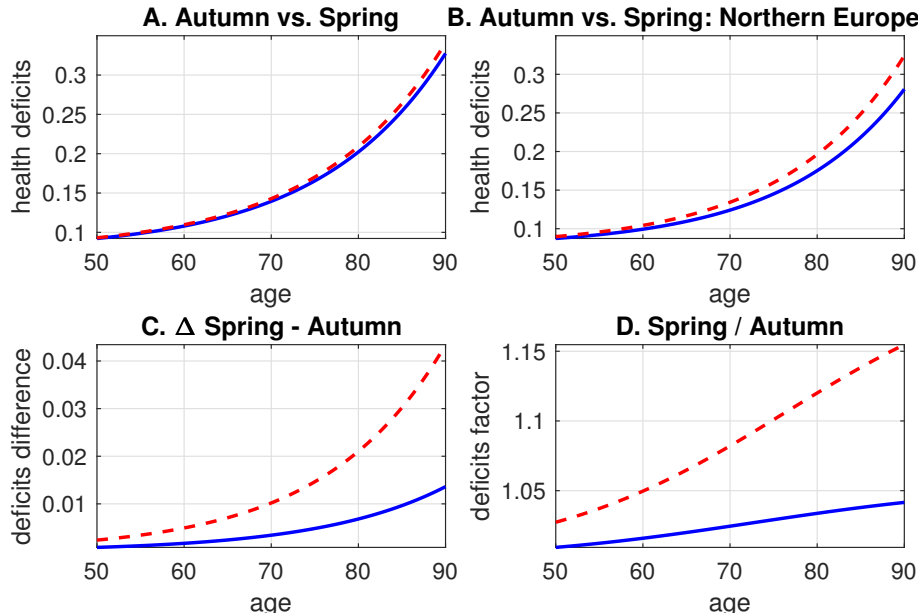 A. Autumn vs. Spring
health deficits
0.3
0.25
0.2
0.15
0.1
50 60 70 80 90
age
B. Autumn vs. Spring: Northern Europe
health deficits
0.3
0.25
0.2
0.15
0.1
50 60 70 80 90
age
C. Δ Spring - Autumn
deficits difference
0.04
0.03
0.02
0.01
50 60 70 80 90
age
D. Spring / Autumn
deficits factor
1.15
1.1
1.05
50 60 70 80 90
age